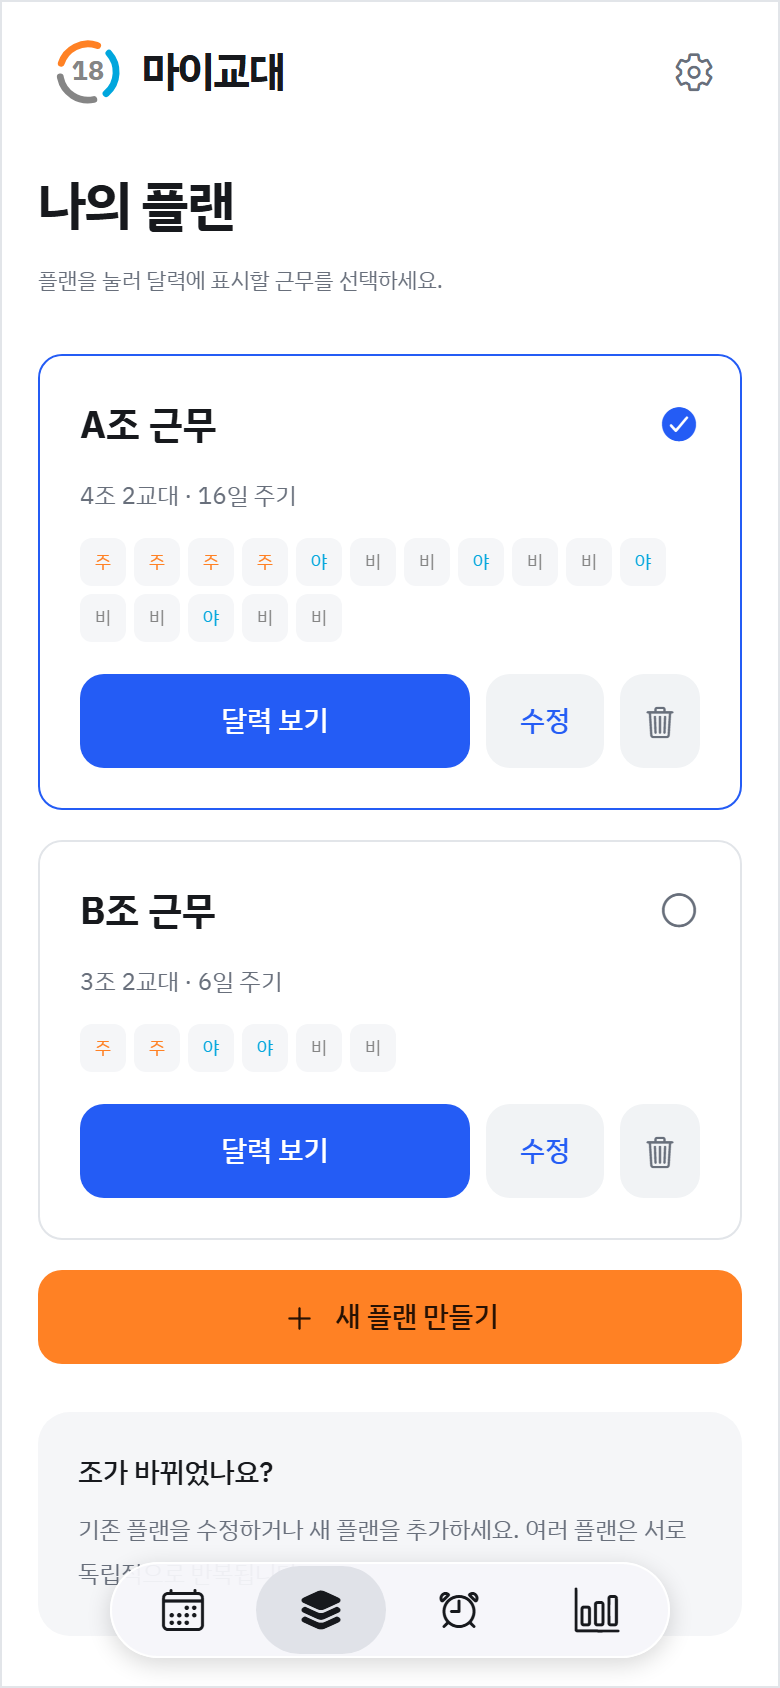 18 마이교대
나의 플랜
플랜을 눌러 달력에 표시할 근무를 선택하세요.
A조 근무
4조 2교대 · 16일 주기
주 주 주 주 야 비 비 야 비 비 야
비 비 야 비 비
달력 보기 수정
B조 근무
3조 2교대 · 6일 주기
주 주 야 야 비 비
달력 보기 수정
+ 새 플랜 만들기
조가 바뀌었나요?
기존 플랜을 수정하거나 새 플랜을 추가하세요. 여러 플랜은 서로
독립적으로